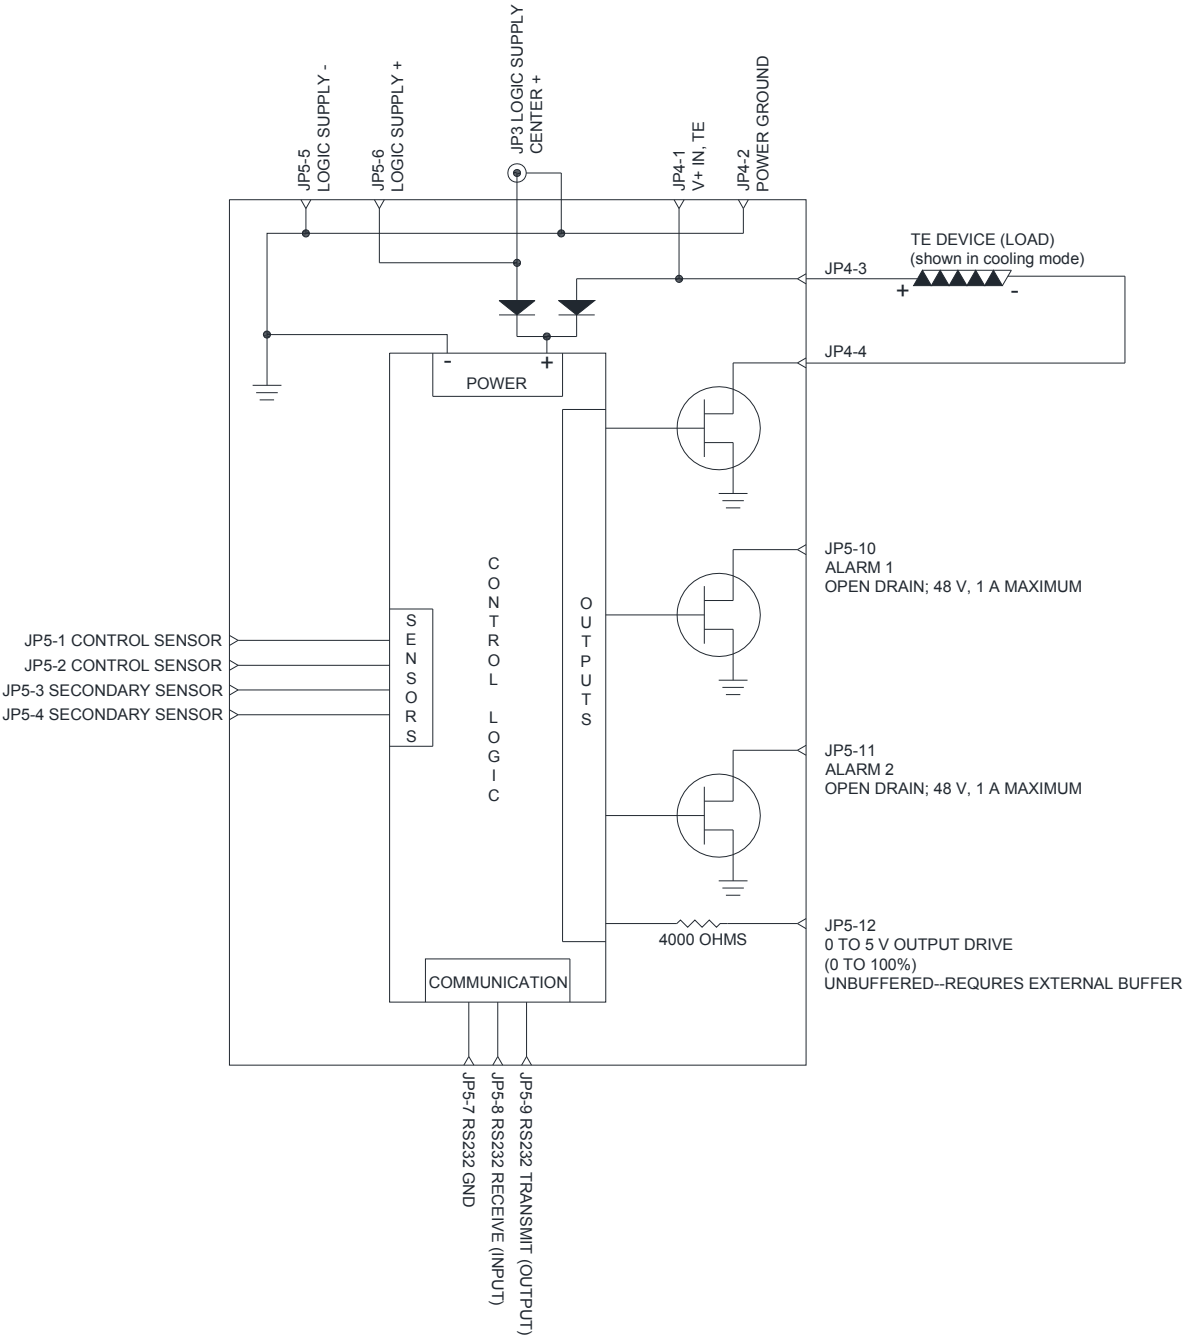 JP5-5
LOGIC SUPPLY -
JP5-6
LOGIC SUPPLY +
JP3 LOGIC SUPPLY
CENTER +
JP4-1
V+ IN, TE
JP4-2
POWER GROUND
TE DEVICE (LOAD)
(shown in cooling mode)
JP4-3
+
-
JP4-4
-
+
POWER
CONTROL LOGIC
OUTPUTS
SENSORS
JP5-1 CONTROL SENSOR
JP5-2 CONTROL SENSOR
JP5-3 SECONDARY SENSOR
JP5-4 SECONDARY SENSOR
JP5-10
ALARM 1
OPEN DRAIN; 48 V, 1 A MAXIMUM
JP5-11
ALARM 2
OPEN DRAIN; 48 V, 1 A MAXIMUM
4000 OHMS
JP5-12
0 TO 5 V OUTPUT DRIVE
(0 TO 100%)
UNBUFFERED--REQURES EXTERNAL BUFFER
COMMUNICATION
JP5-7 RS232 GND
JP5-8 RS232 RECEIVE (INPUT)
JP5-9 RS232 TRANSMIT (OUTPUT)